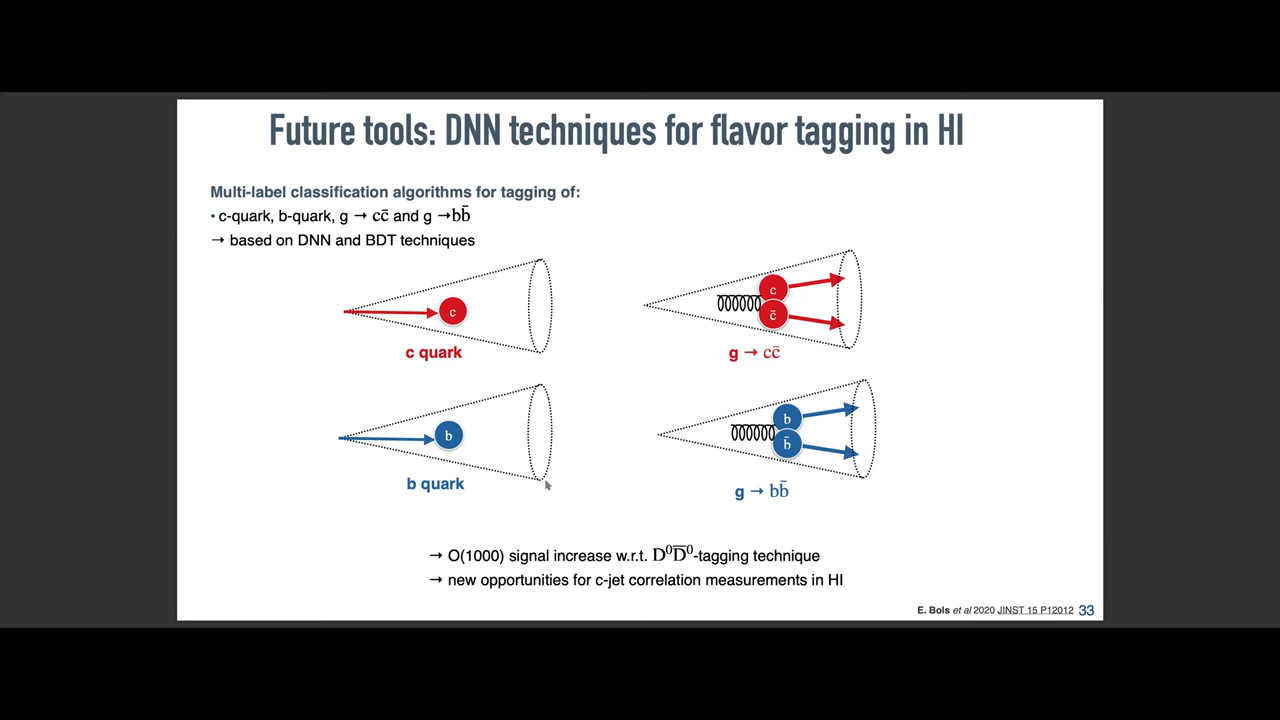 Future tools: DNN techniques for flavor tagging in HI
Multi-label classification algorithms for tagging of:
• c-quark, b-quark, g → cc̄ and g →bb̄
→ based on DNN and BDT techniques
c
c quark
c
c̄
g → cc̄
b
b quark
b
b̄
g → bb̄
→ O(1000) signal increase w.r.t. D⁰D̅⁰-tagging technique
→ new opportunities for c-jet correlation measurements in HI
E. Bols et al 2020 JINST 15 P12012 33